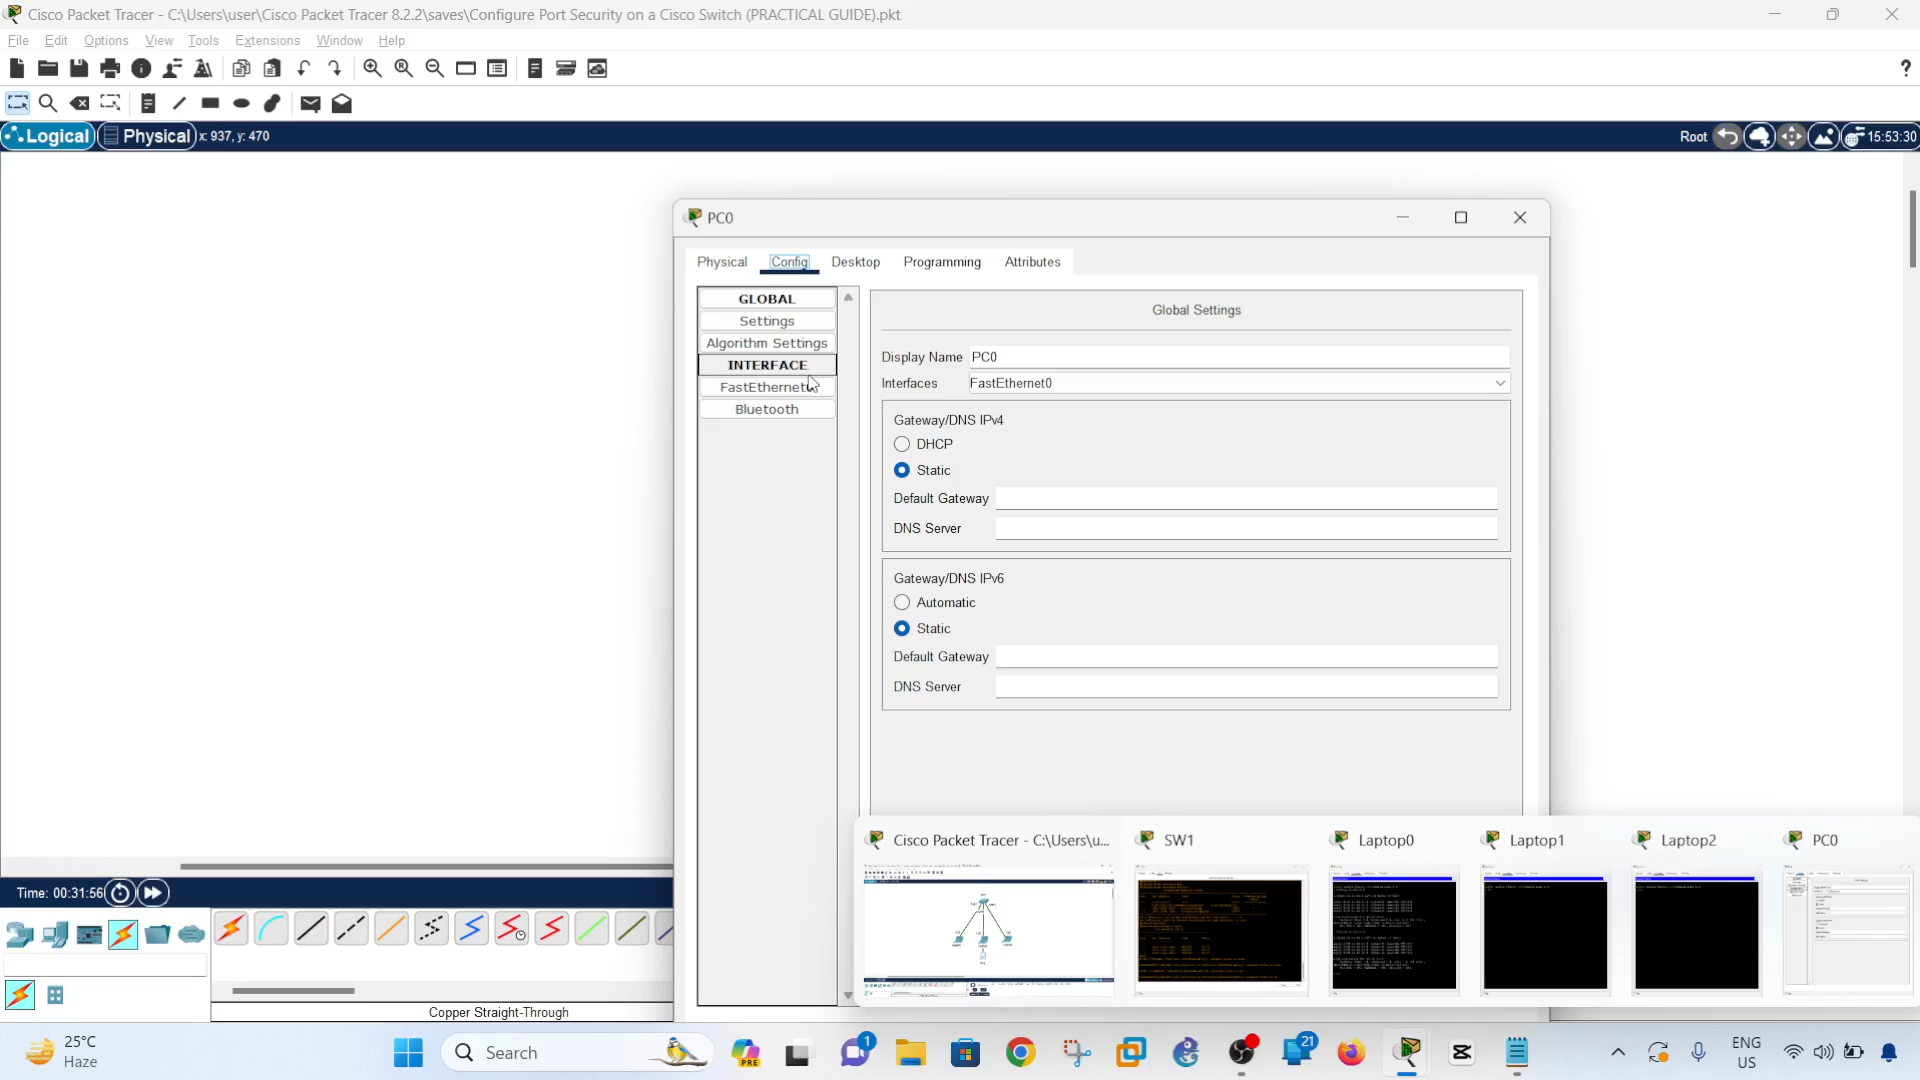 Cisco Packet Tracer - C:\Users\user\Cisco Packet Tracer 8.2.2\saves\Configure Port Security on a Cisco Switch (PRACTICAL GUIDE).pkt
File Edit Options View Tools Extensions Window Help
?
Logical Physical x: 937, y: 470 Root 15:53:30
PC0
Physical Config Desktop Programming Attributes
GLOBAL
Settings
Algorithm Settings
INTERFACE
FastEthernet0
Bluetooth
Global Settings
Display Name PC0
Interfaces FastEthernet0
Gateway/DNS IPv4
DHCP
Static
Default Gateway
DNS Server
Gateway/DNS IPv6
Automatic
Static
Default Gateway
DNS Server
Cisco Packet Tracer - C:\Users\u... SW1 Laptop0 Laptop1 Laptop2 PC0
Time: 00:31:56
Copper Straight-Through
25°C
Haze
Search
PRE
1
21
ENG
US